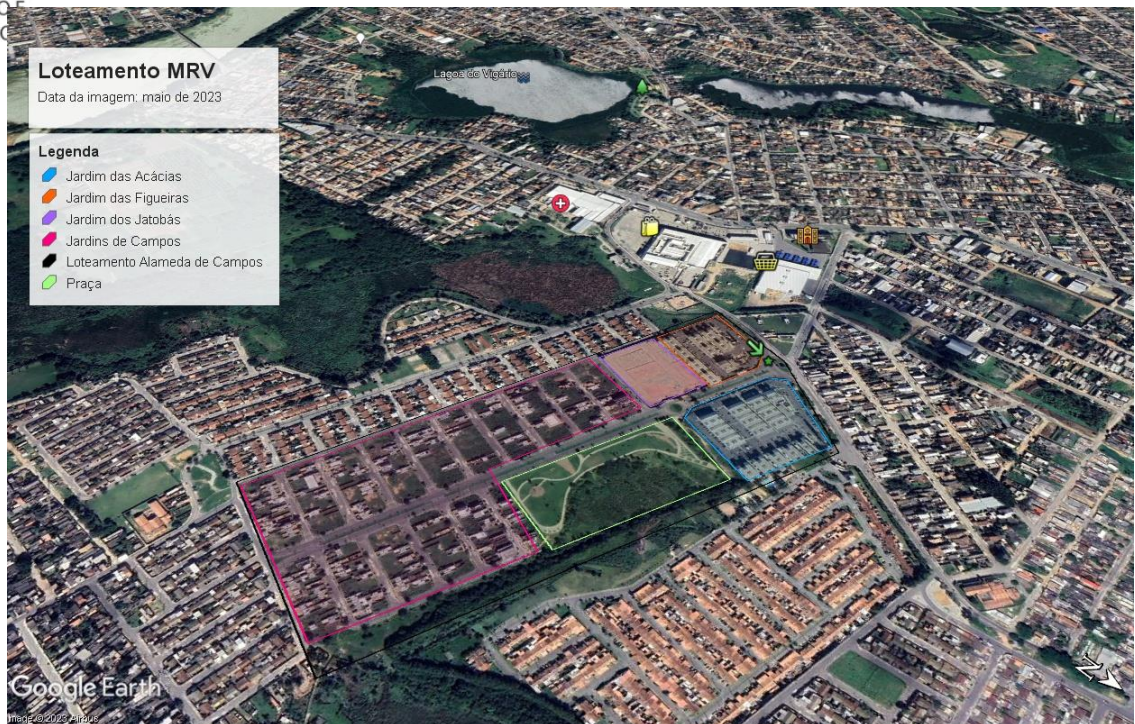 Loteamento MRV
Data da imagem: maio de 2023
Legenda
Jardim das Acácias
Jardim das Figueiras
Jardim dos Jatobás
Jardins de Campos
Loteamento Alameda de Campos
Praça
Lagoa do Vigário
N
Google Earth
Image © 2023 Airbus